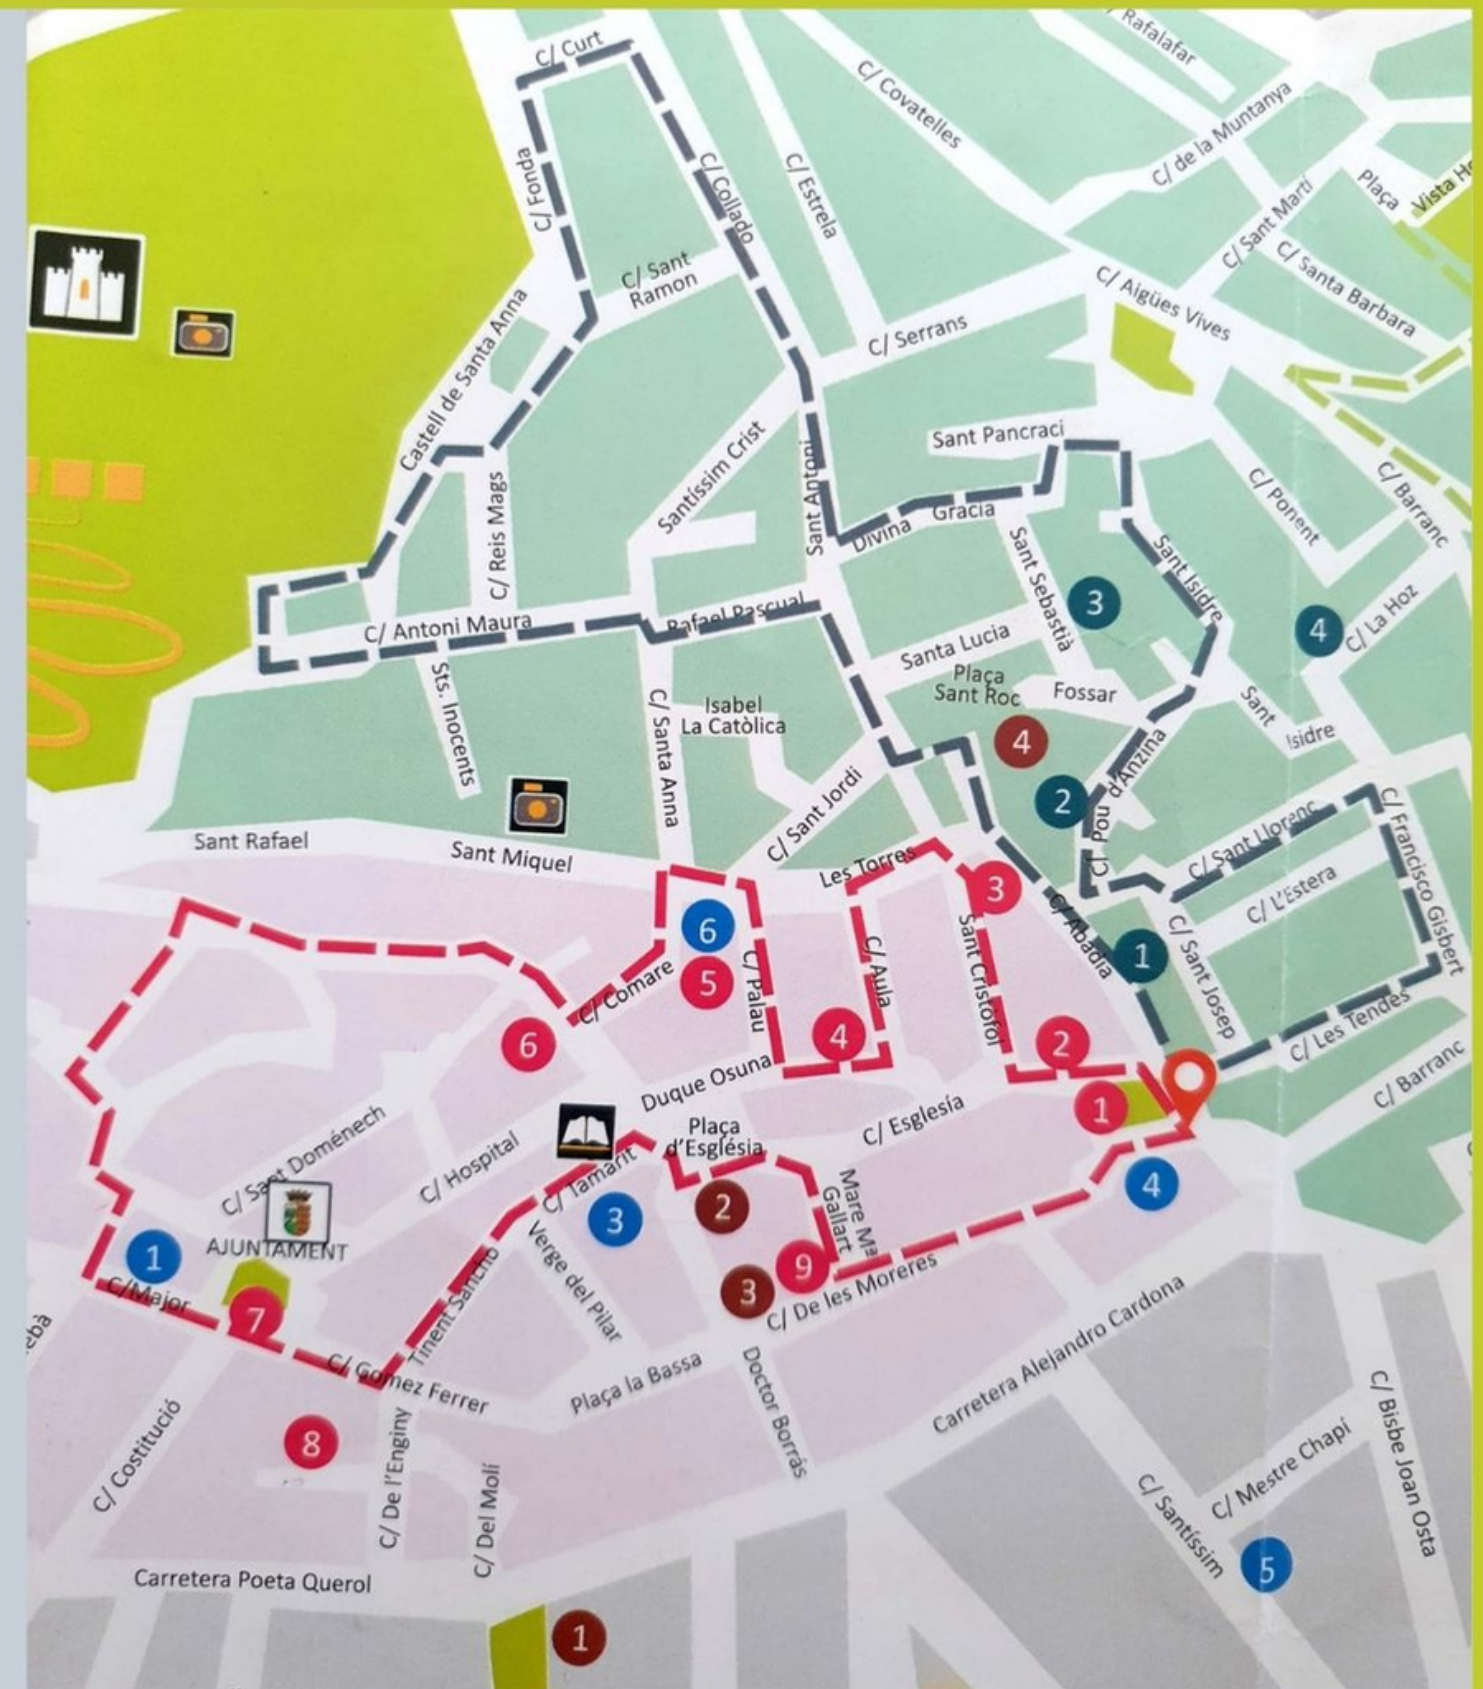 C/ Curt
Rafalafar
C/ Covatelles
C/ de la Muntanya
C/ Fonda
C/ Collado
C/ Estrela
Plaça
Vista
C/ Sant Martí
C/ Santa Barbara
C/ Sant
Ramon
C/ Aigües Vives
C/ Serrans
Castell de Santa Anna
Santíssim Crist
Sant Antoni
Sant Pancraci
C/ Ponent
C/ Barranc
C/ Reis Mags
Divina
Gracia
Sant Sebastià
Sant Isidre
3
4
C/ La Hoz
C/ Antoni Maura
Rafael Pascual
Santa Lucia
Plaça
Sant Roc
Fossar
Sts. Inocents
C/ Santa Anna
Isabel
La Catòlica
Sant
Isidre
4
2
C/ Pou d'Anzina
C/ Sant Jordi
C/ Sant Llorenç
C/ Francisco Gisbert
Sant Rafael
Sant Miquel
Les Torres
3
C/ L'Estera
C/ Abadia
Sant Cristòfol
C/ Sant Josep
6
5
C/ Palau
C/ Aula
1
C/ Comare
6
4
2
C/ Les Tendes
C/ Barranc
Duque Osuna
1
C/ Esglesía
Plaça
d'Església
C/ Sant Doménech
C/ Hospital
C/ Tamarit
4
3
2
Mare Mª
Gallart
1
AJUNTAMENT
Verge del Pilar
9
3
C/ De les Moreres
C/Major
7
Tinent Sancho
C/ Gomez Ferrer
Plaça la Bassa
Carretera Alejandro Cardona
Doctor Borrás
8
C/ Costitució
C/ De l'Enginy
C/ Del Molí
C/ Santíssim
C/ Mestre Chapí
C/ Bisbe Joan Osta
5
Carretera Poeta Querol
1